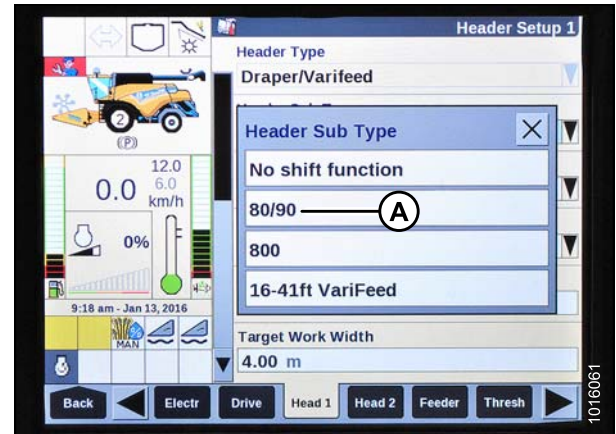 Header Setup 1
Header Type
Draper/Varifeed
Header Sub Type
No shift function
80/90
A
800
16-41ft VariFeed
2
(P)
12.0
6.0
0.0 km/h
0%
9:18 am - Jan 13, 2016
MAN
Target Work Width
4.00 m
Back
Electr
Drive
Head 1
Head 2
Feeder
Thresh
1016061